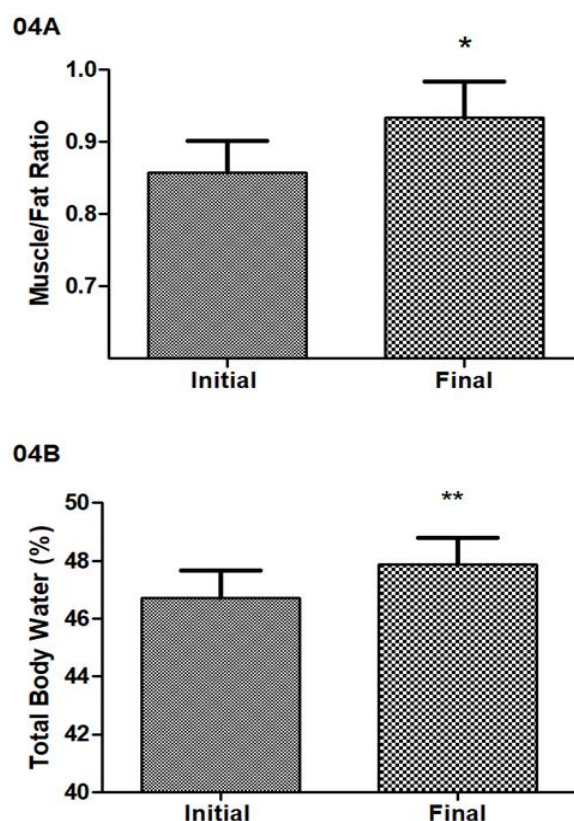 04A
*
Muscle/Fat Ratio
1.0
0.9
0.8
0.7
Initial Final
04B
**
Total Body Water (%)
50
48
46
44
42
40
Initial Final